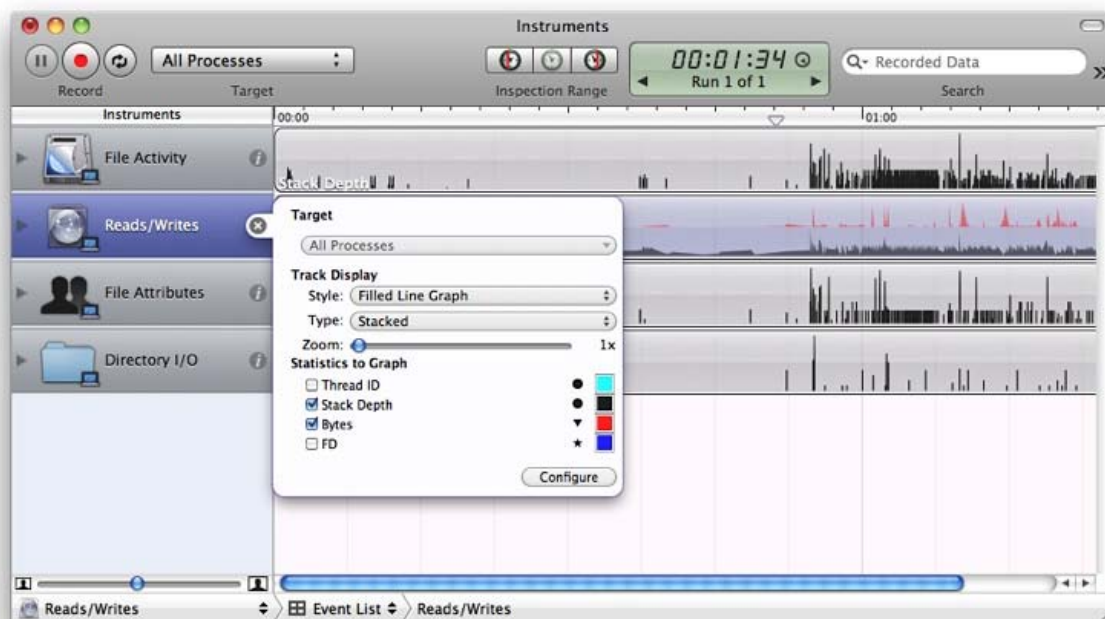 Instruments
All Processes
00:01:34
Run 1 of 1
Recorded Data
Record
Target
Inspection Range
Search
Instruments
00:00
01:00
File Activity
Stack Depth
Reads/Writes
Target
All Processes
Track Display
Style: Filled Line Graph
Type: Stacked
Zoom: 1x
Statistics to Graph
Thread ID
Stack Depth
Bytes
FD
Configure
File Attributes
Directory I/O
Reads/Writes
Event List
Reads/Writes